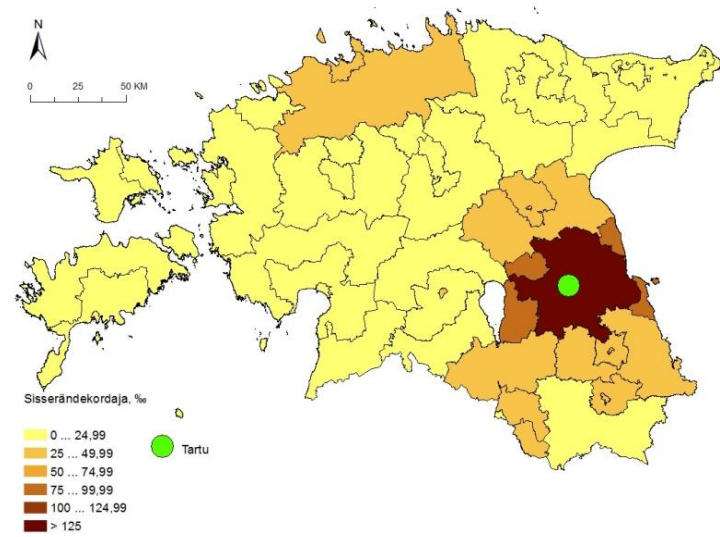 N
0 25 50 KM
Sisserändekordaja, ‰
0 ... 24,99
25 ... 49,99
50 ... 74,99
75 ... 99,99
100 ... 124,99
> 125
Tartu